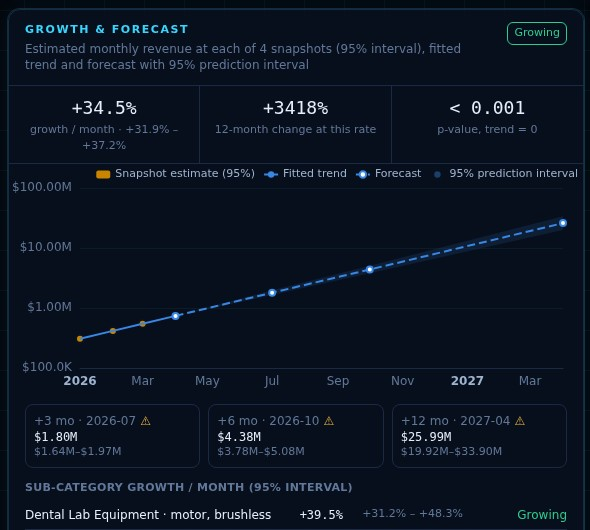 GROWTH & FORECAST
Growing
Estimated monthly revenue at each of 4 snapshots (95% interval), fitted
trend and forecast with 95% prediction interval
+34.5%
growth / month · +31.9% –
+37.2%
+3418%
12-month change at this rate
< 0.001
p-value, trend = 0
Snapshot estimate (95%) Fitted trend Forecast 95% prediction interval
$100.00M
$10.00M
$1.00M
$100.0K
2026 Mar May Jul Sep Nov 2027 Mar
+3 mo · 2026-07 ⚠
$1.80M
$1.64M–$1.97M
+6 mo · 2026-10 ⚠
$4.38M
$3.78M–$5.08M
+12 mo · 2027-04 ⚠
$25.99M
$19.92M–$33.90M
SUB-CATEGORY GROWTH / MONTH (95% INTERVAL)
Dental Lab Equipment · motor, brushless +39.5% +31.2% – +48.3% Growing